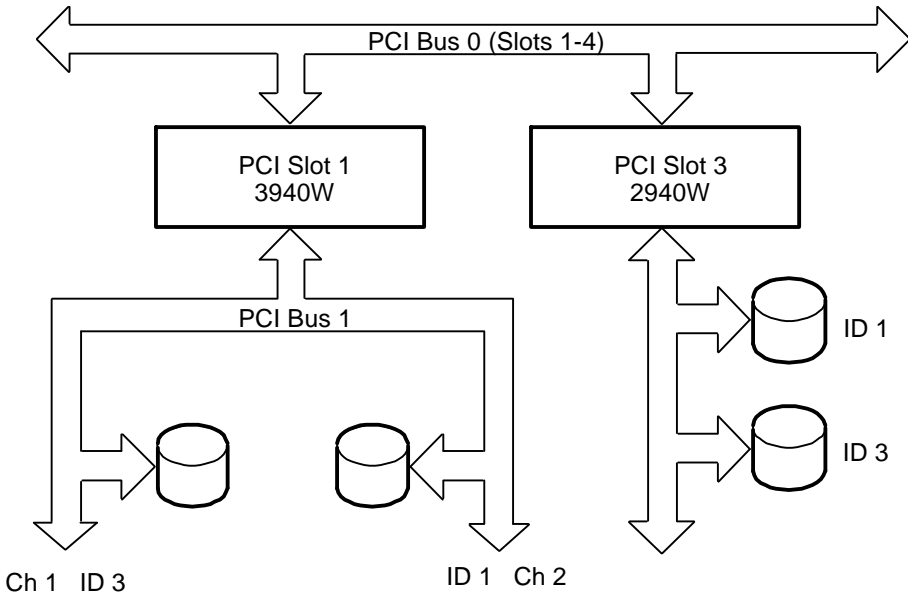 PCI Bus 0 (Slots 1-4)
PCI Slot 1
3940W
PCI Slot 3
2940W
PCI Bus 1
ID 1
ID 3
Ch 1 ID 3
ID 1 Ch 2